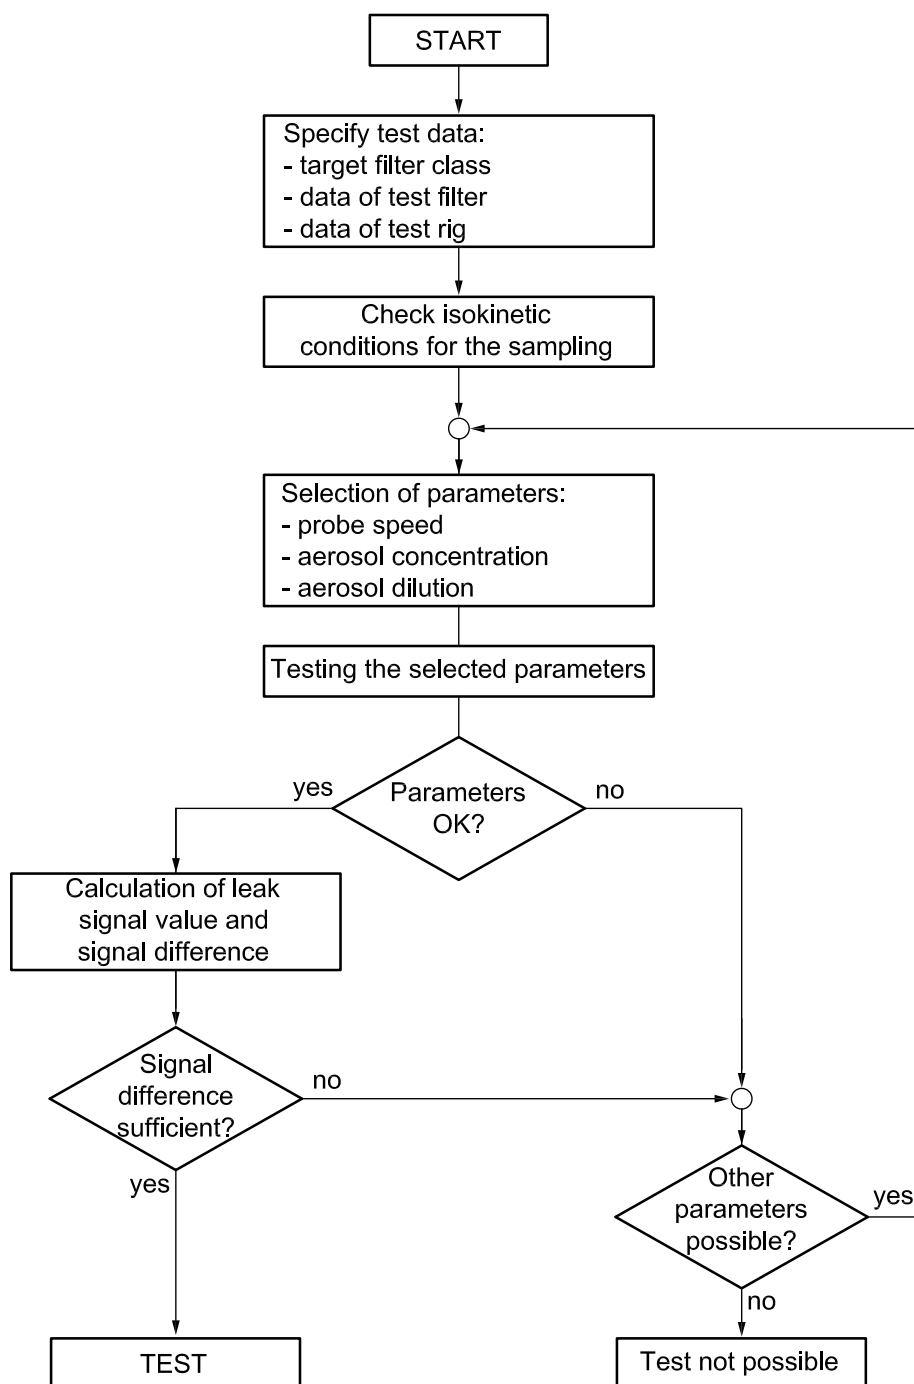 START
Specify test data:
- target filter class
- data of test filter
- data of test rig
Check isokinetic
conditions for the sampling
Selection of parameters:
- probe speed
- aerosol concentration
- aerosol dilution
Testing the selected parameters
Parameters
OK?
yes
no
Calculation of leak
signal value and
signal difference
Signal
difference
sufficient?
no
yes
Other
parameters
possible?
yes
no
TEST
Test not possible